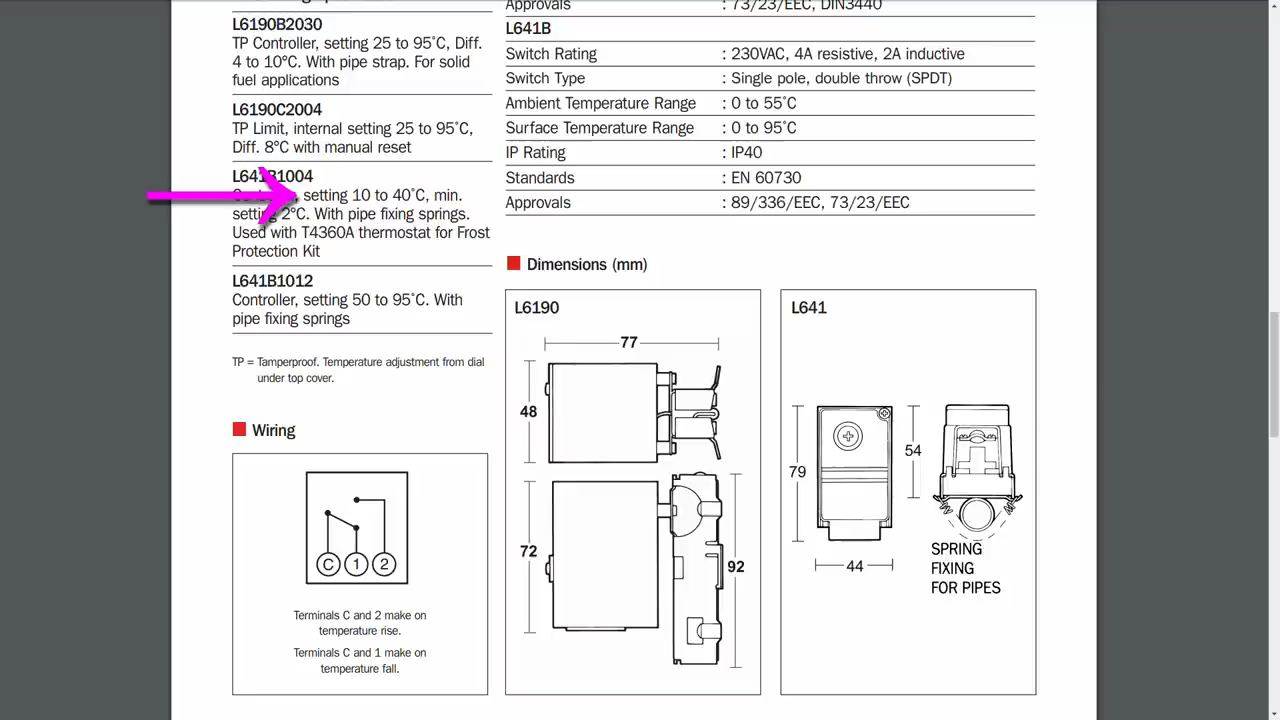 L6190B2030
TP Controller, setting 25 to 95˚C, Diff.
4 to 10ºC. With pipe strap. For solid
fuel applications
L6190C2004
TP Limit, internal setting 25 to 95˚C,
Diff. 8ºC with manual reset
L641B1004
setting 10 to 40˚C, min.
setting 2ºC. With pipe fixing springs.
Used with T4360A thermostat for Frost
Protection Kit
L641B1012
Controller, setting 50 to 95˚C. With
pipe fixing springs
TP = Tamperproof. Temperature adjustment from dial
under top cover.
Wiring
C 1 2
Terminals C and 2 make on
temperature rise.
Terminals C and 1 make on
temperature fall.
Approvals : 73/23/EEC, DIN3440
L641B
Switch Rating : 230VAC, 4A resistive, 2A inductive
Switch Type : Single pole, double throw (SPDT)
Ambient Temperature Range : 0 to 55˚C
Surface Temperature Range : 0 to 95˚C
IP Rating : IP40
Standards : EN 60730
Approvals : 89/336/EEC, 73/23/EEC
Dimensions (mm)
L6190
77
48
72
92
L641
79
54
44
SPRING
FIXING
FOR PIPES